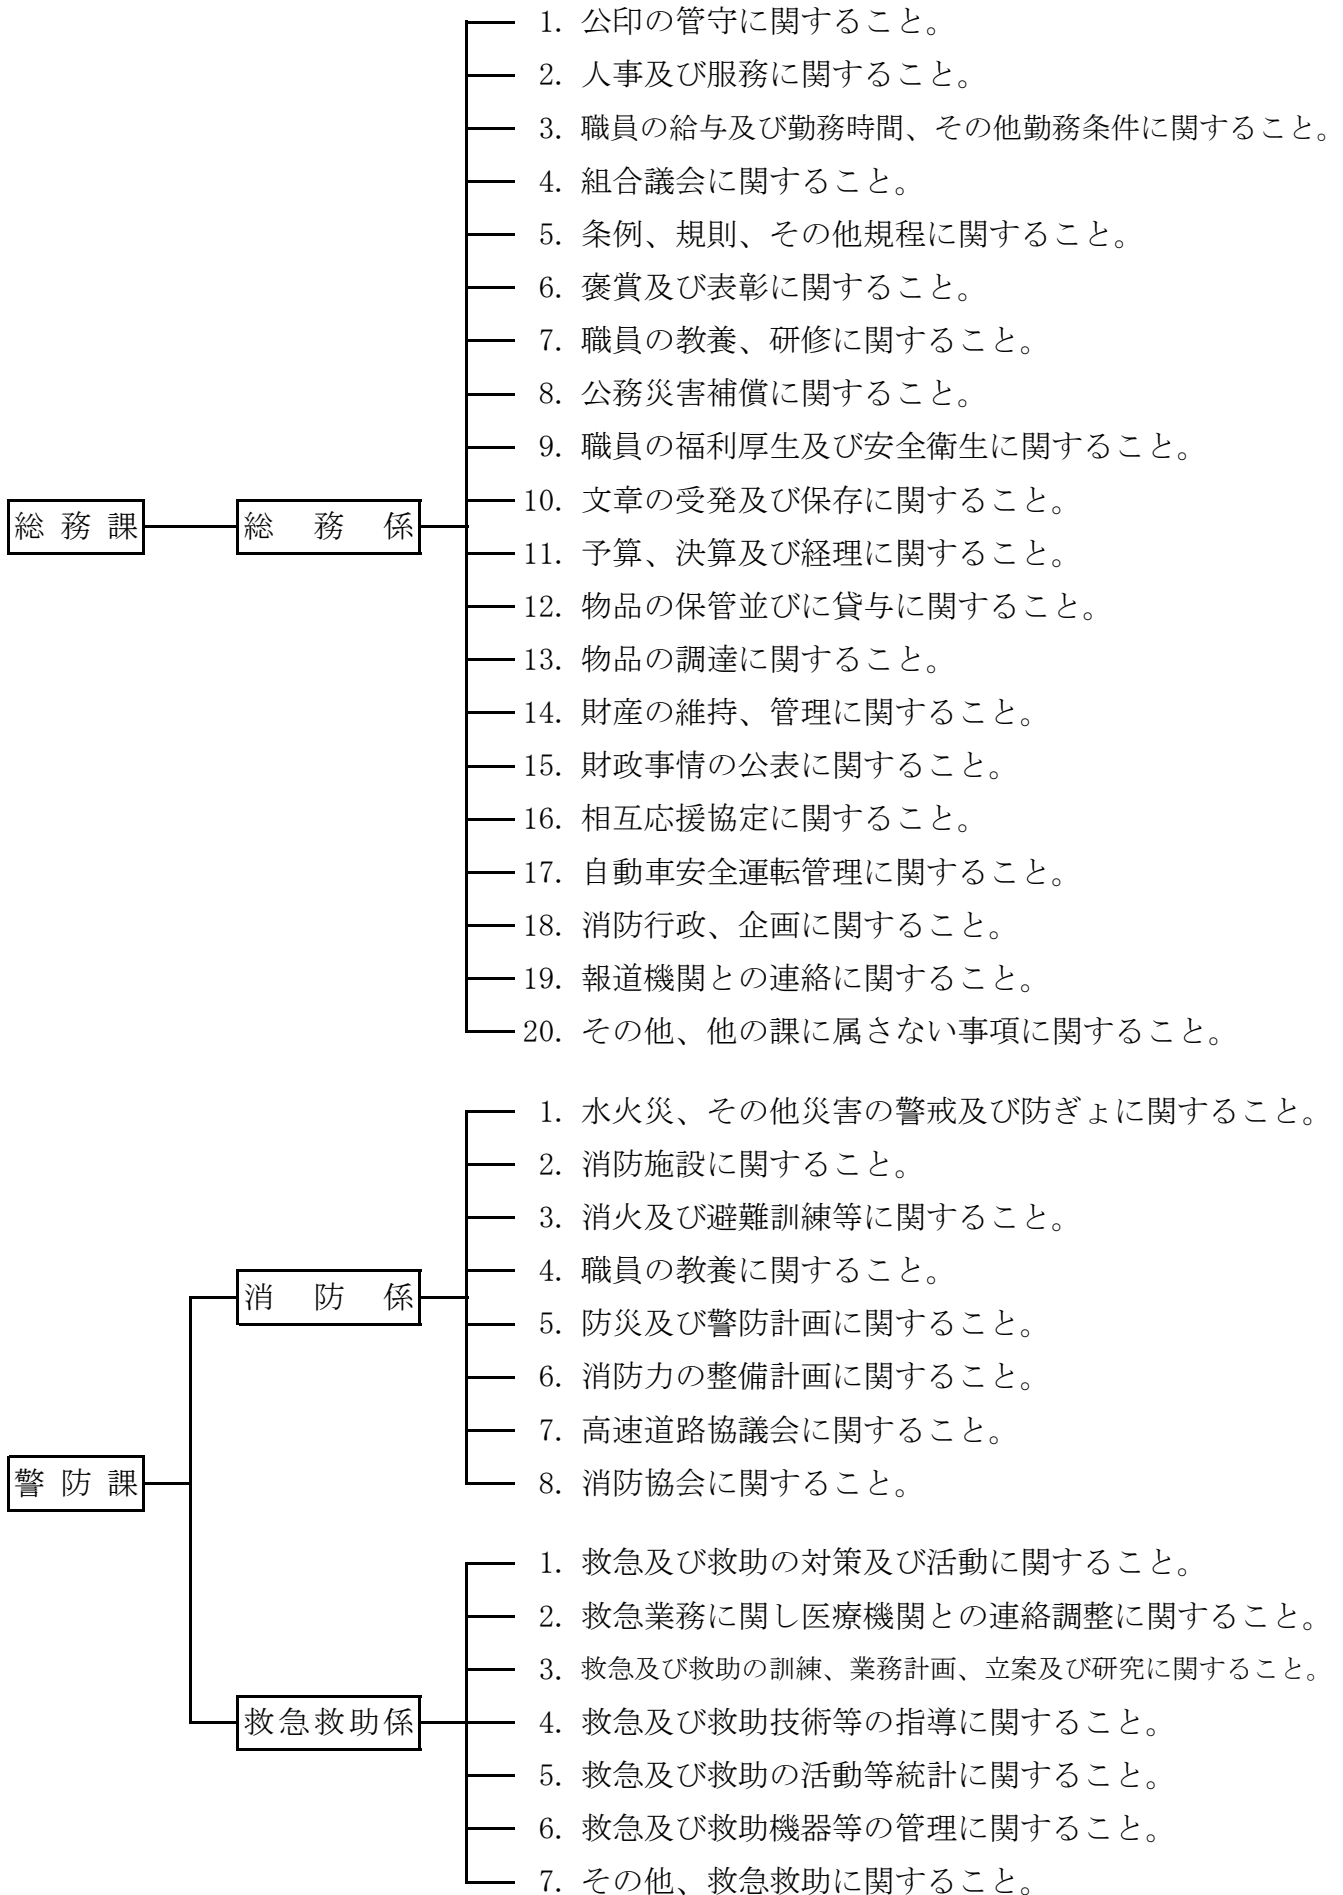 1. 公印の管守に関すること。
2. 人事及び服務に関すること。
3. 職員の給与及び勤務時間、その他勤務条件に関すること。
4. 組合議会に関すること。
5. 条例、規則、その他規程に関すること。
6. 褒賞及び表彰に関すること。
7. 職員の教養、研修に関すること。
8. 公務災害補償に関すること。
9. 職員の福利厚生及び安全衛生に関すること。
10. 文章の受発及び保存に関すること。
総務課
総務係
11. 予算、決算及び経理に関すること。
12. 物品の保管並びに貸与に関すること。
13. 物品の調達に関すること。
14. 財産の維持、管理に関すること。
15. 財政事情の公表に関すること。
16. 相互応援協定に関すること。
17. 自動車安全運転管理に関すること。
18. 消防行政、企画に関すること。
19. 報道機関との連絡に関すること。
20. その他、他の課に属さない事項に関すること。
1. 水火災、その他災害の警戒及び防ぎょに関すること。
2. 消防施設に関すること。
3. 消火及び避難訓練等に関すること。
4. 職員の教養に関すること。
消防係
5. 防災及び警防計画に関すること。
6. 消防力の整備計画に関すること。
7. 高速道路協議会に関すること。
8. 消防協会に関すること。
警防課
1. 救急及び救助の対策及び活動に関すること。
2. 救急業務に関し医療機関との連絡調整に関すること。
3. 救急及び救助の訓練、業務計画、立案及び研究に関すること。
救急救助係
4. 救急及び救助技術等の指導に関すること。
5. 救急及び救助の活動等統計に関すること。
6. 救急及び救助機器等の管理に関すること。
7. その他、救急救助に関すること。